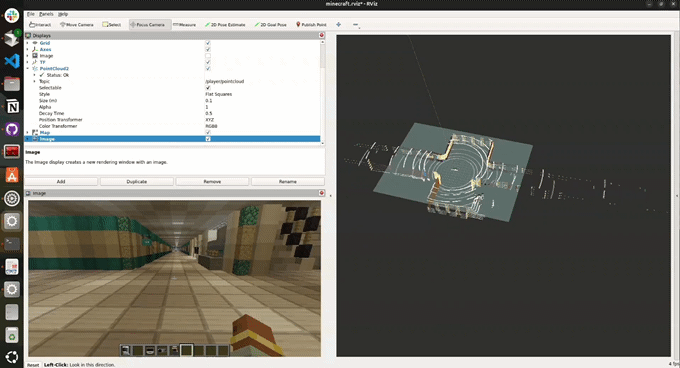 minecraft.rviz* - RViz
File Panels Help
Interact Move Camera Select Focus Camera Measure 2D Pose Estimate 2D Goal Pose Publish Point
Displays
Grid
Axes
Image
TF
PointCloud2
Status: Ok
Topic /player/pointcloud
Selectable
Style Flat Squares
Size (m) 0.1
Alpha 1
Decay Time 0.5
Position Transformer XYZ
Color Transformer RGB8
Map
Image
Image
The Image display creates a new rendering window with an image.
Add Duplicate Remove Rename
Image
Reset Left-Click: Look in this direction.
4 fps